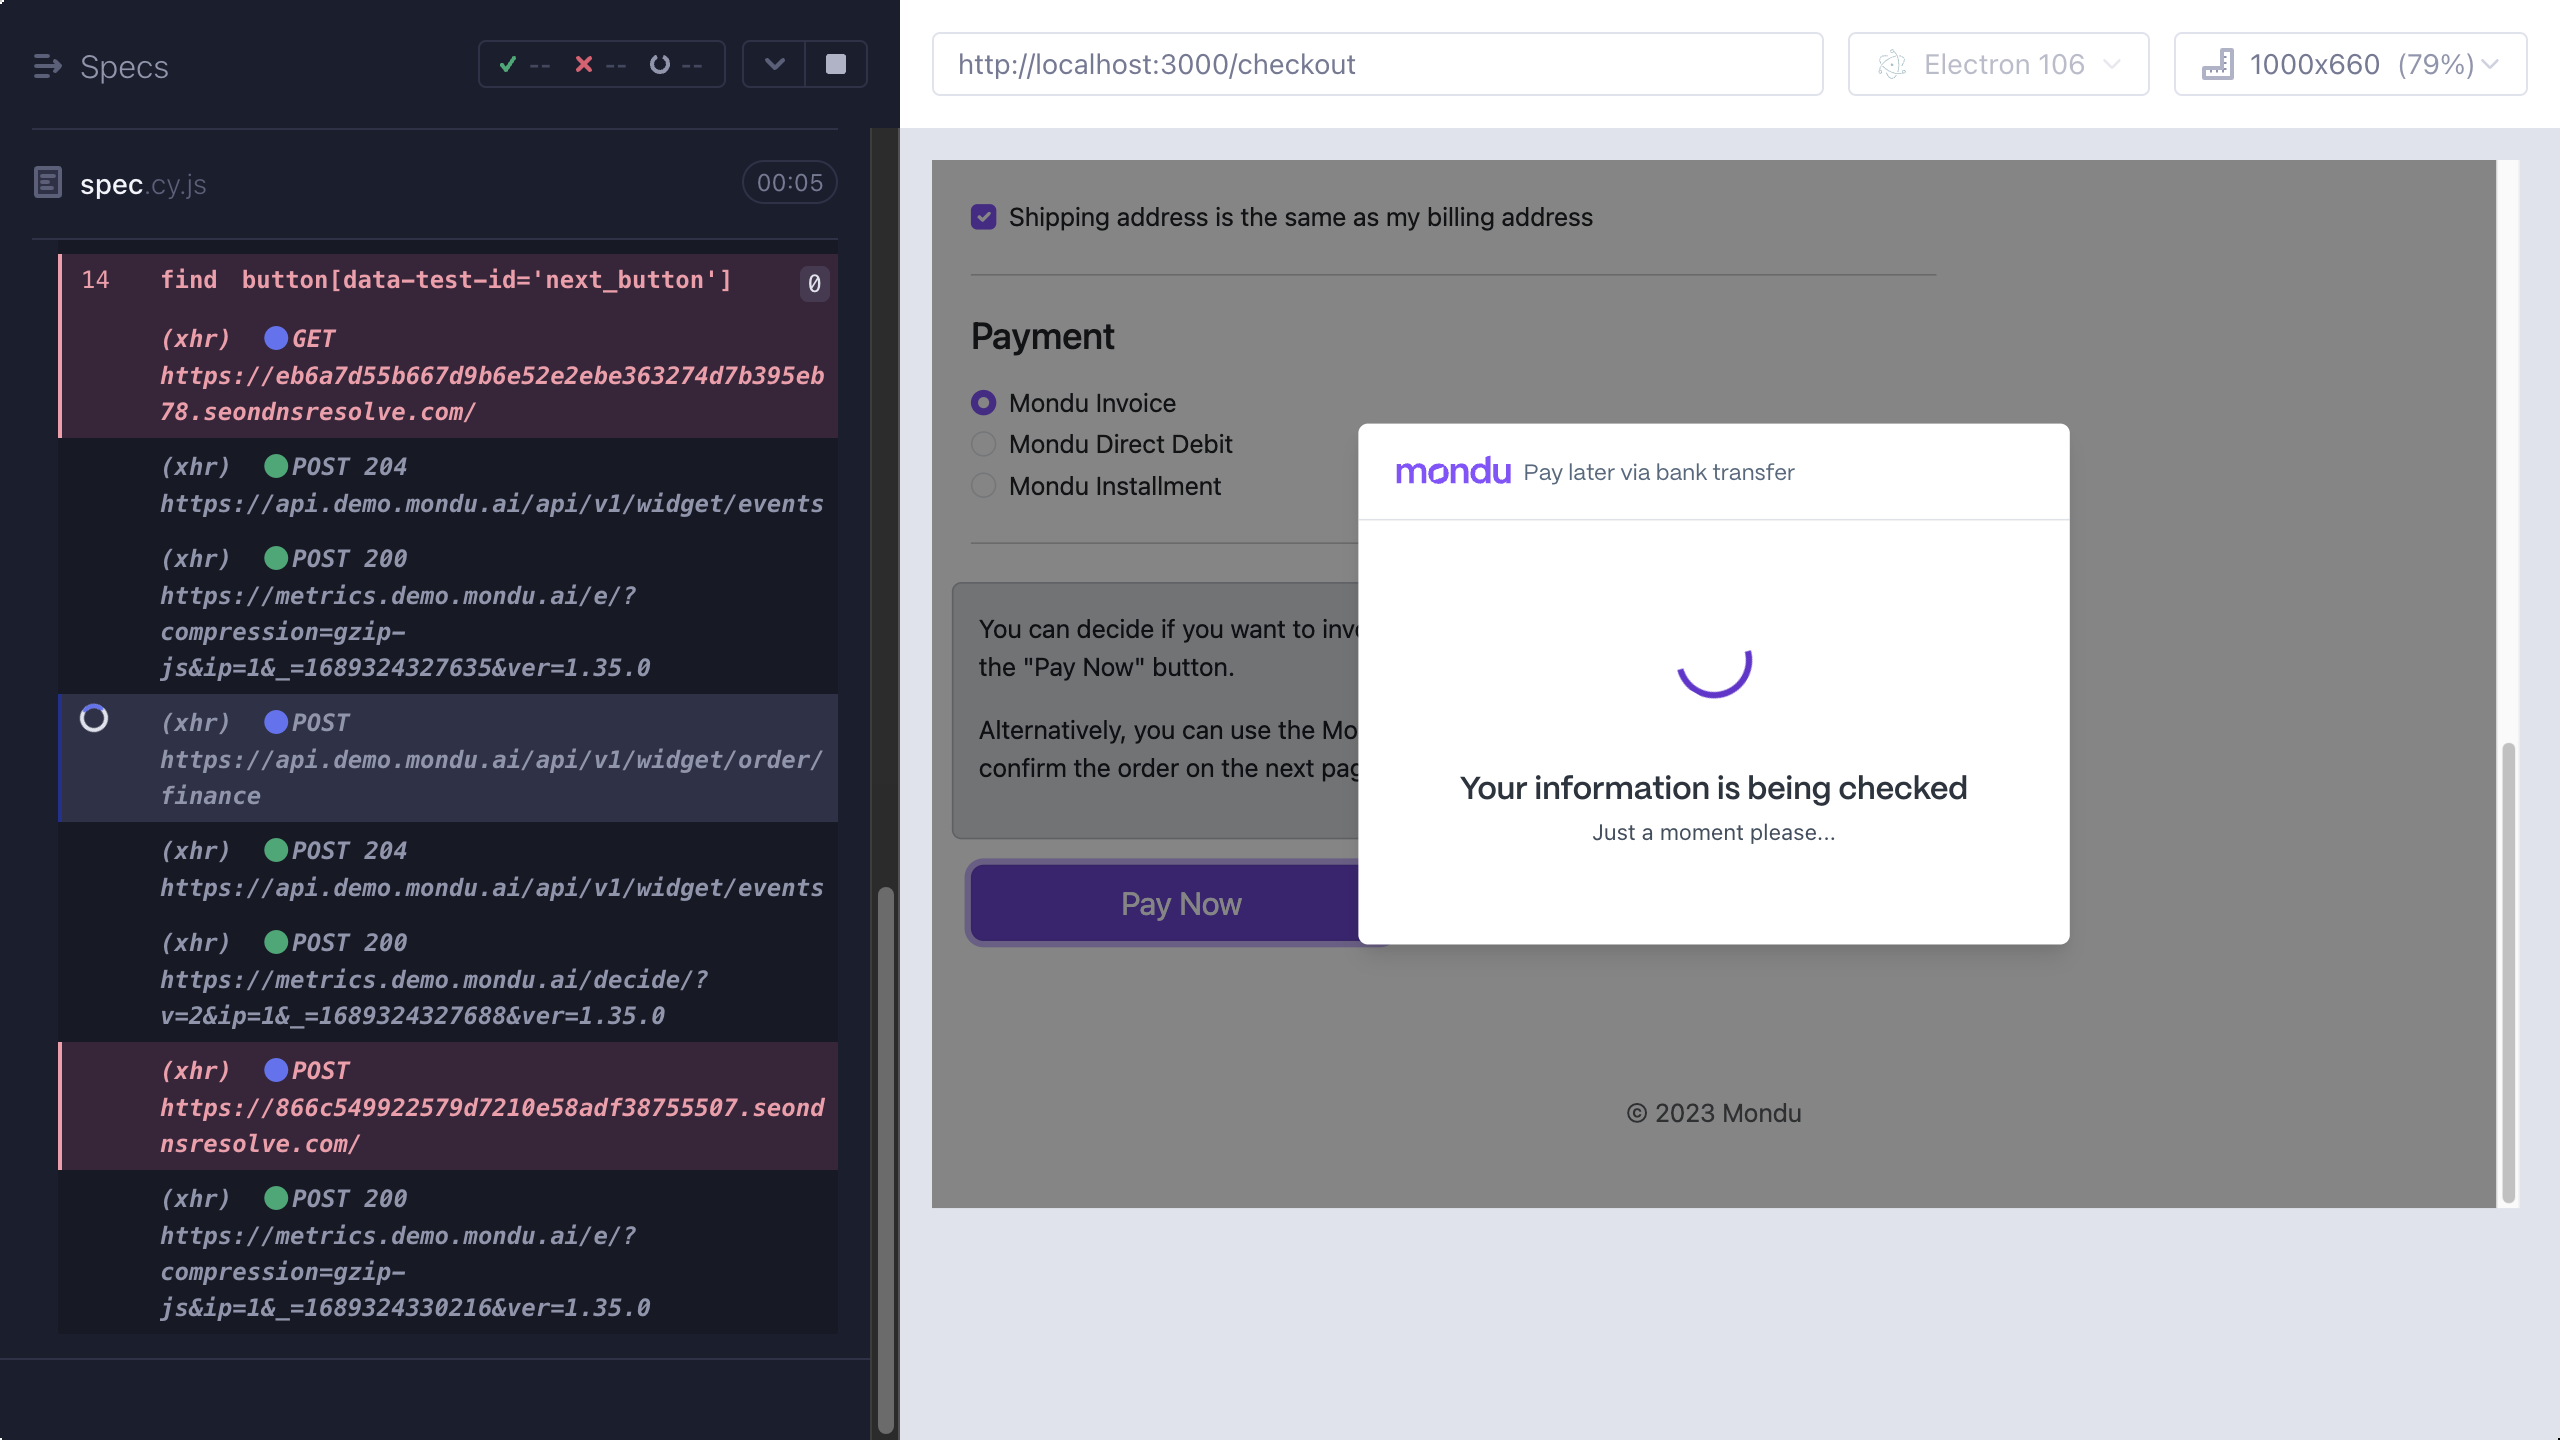 Specs
-- -- --
spec.cy.js
00:05
14 find button[data-test-id='next_button'] 0
(xhr) GET
https://eb6a7d55b667d9b6e52e2ebe363274d7b395eb
78.seondnsresolve.com/
(xhr) POST 204
https://api.demo.mondu.ai/api/v1/widget/events
(xhr) POST 200
https://metrics.demo.mondu.ai/e/?
compression=gzip-
js&ip=1&_=1689324327635&ver=1.35.0
(xhr) POST
https://api.demo.mondu.ai/api/v1/widget/order/
finance
(xhr) POST 204
https://api.demo.mondu.ai/api/v1/widget/events
(xhr) POST 200
https://metrics.demo.mondu.ai/decide/?
v=2&ip=1&_=1689324327688&ver=1.35.0
(xhr) POST
https://866c549922579d7210e58adf38755507.seond
nsresolve.com/
(xhr) POST 200
https://metrics.demo.mondu.ai/e/?
compression=gzip-
js&ip=1&_=1689324330216&ver=1.35.0
http://localhost:3000/checkout
Electron 106
1000x660 (79%)
Shipping address is the same as my billing address
Payment
Mondu Invoice
Mondu Direct Debit
Mondu Installment
You can decide if you want to
the "Pay Now" button.
Alternatively, you can use the
confirm the order on the next
Pay Now
mondu Pay later via bank transfer
Your information is being checked
Just a moment please...
© 2023 Mondu